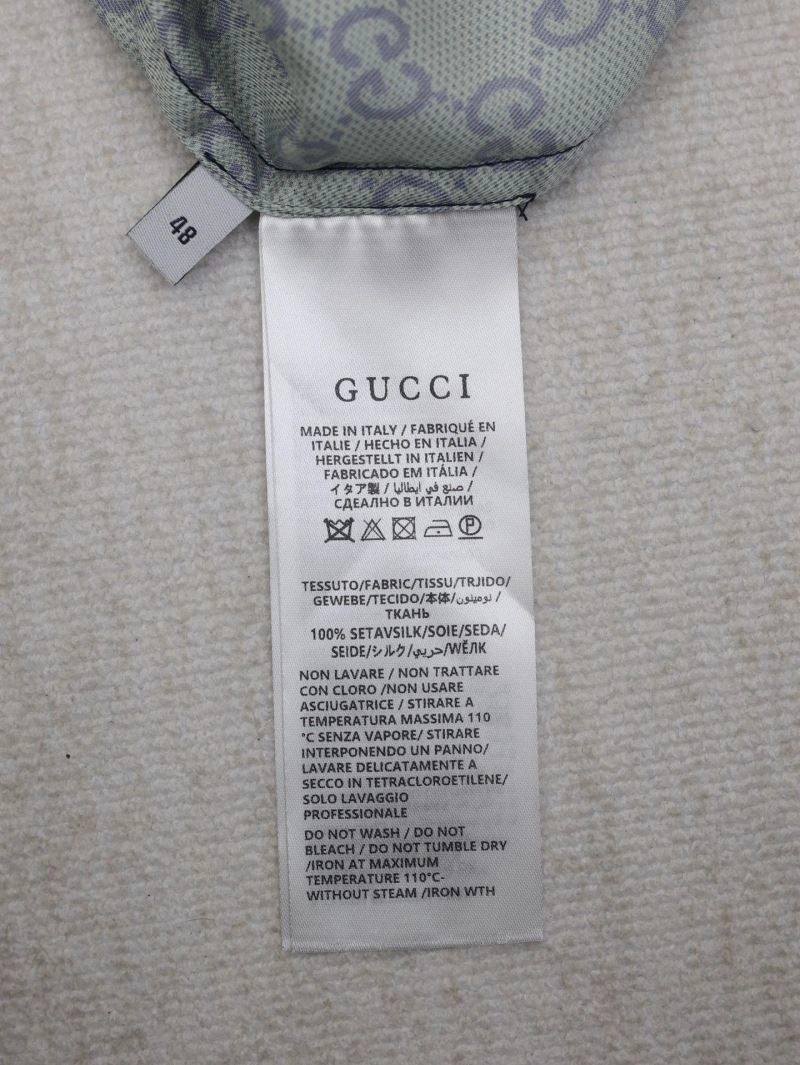 48
GUCCI
MADE IN ITALY / FABRIQUÉ EN
ITALIE / HECHO EN ITALIA /
HERGESTELLT IN ITALIEN /
FABRICADO EM ITÁLIA /
イタア製 / صنع في ايطاليا /
СДЕАЛНО В ИТАЛИИ
P
TESSUTO/FABRIC/TISSU/TRJIDO/
GEWEBE/TECIDO/本体/نومينون/
ТКАНЬ
100% SETAVSILK/SOIE/SEDA/
SEIDE/シルク/حريي/WЁЛK
NON LAVARE / NON TRATTARE
CON CLORO /NON USARE
ASCIUGATRICE / STIRARE A
TEMPERATURA MASSIMA 110
°C SENZA VAPORE/ STIRARE
INTERPONENDO UN PANNO/
LAVARE DELICATAMENTE A
SECCO IN TETRACLOROETILENE/
SOLO LAVAGGIO
PROFESSIONALE
DO NOT WASH / DO NOT
BLEACH / DO NOT TUMBLE DRY
/IRON AT MAXIMUM
TEMPERATURE 110°C-
WITHOUT STEAM /IRON WTH